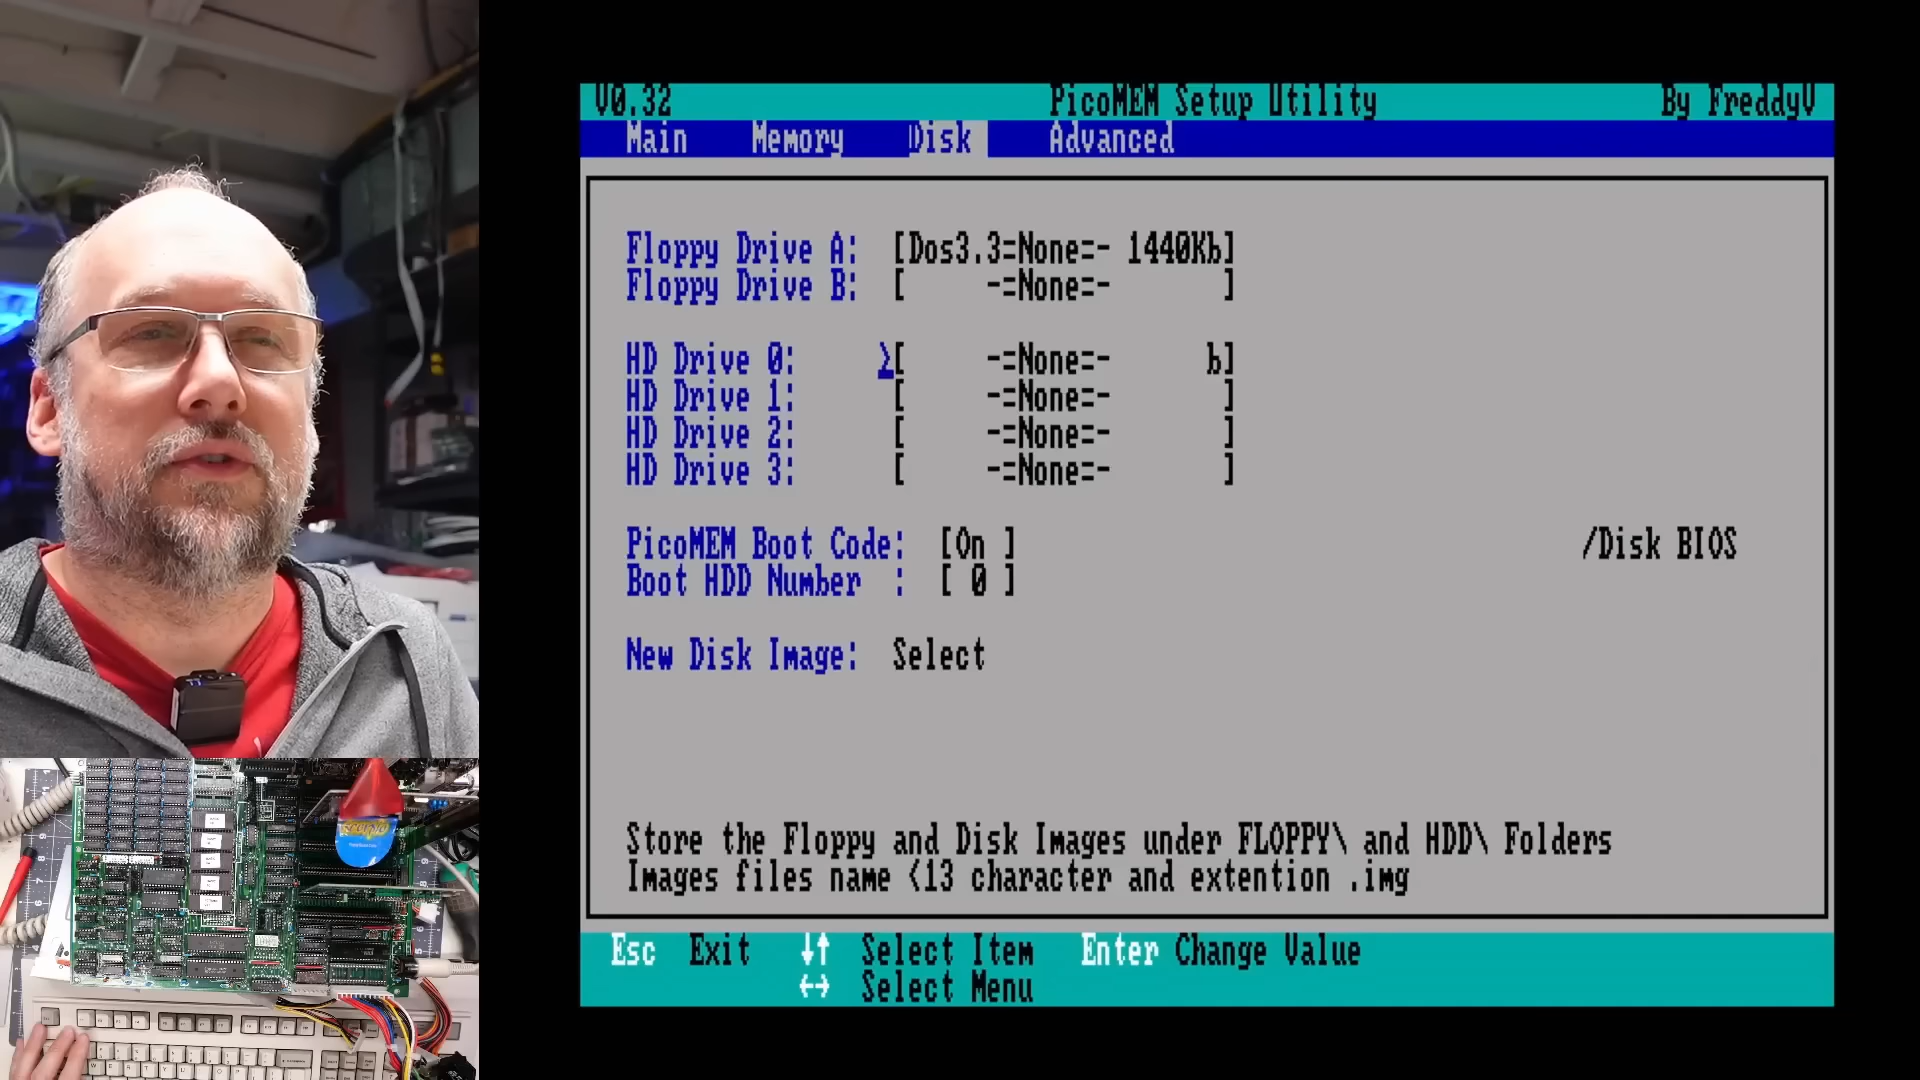 V0.32 PicoMEM Setup Utility By FreddyV
Main Memory Disk Advanced
Floppy Drive A: [Dos3.3=None=- 1440Kb]
Floppy Drive B: [ -=None=- ]
HD Drive 0: >[ -=None=- b]
HD Drive 1: [ -=None=- ]
HD Drive 2: [ -=None=- ]
HD Drive 3: [ -=None=- ]
PicoMEM Boot Code: [On ] /Disk BIOS
Boot HDD Number : [ 0 ]
New Disk Image: Select
Store the Floppy and Disk Images under FLOPPY\ and HDD\ Folders
Images files name <13 character and extention .img
Esc Exit ↓↑ Select Item Enter Change Value
↔ Select Menu